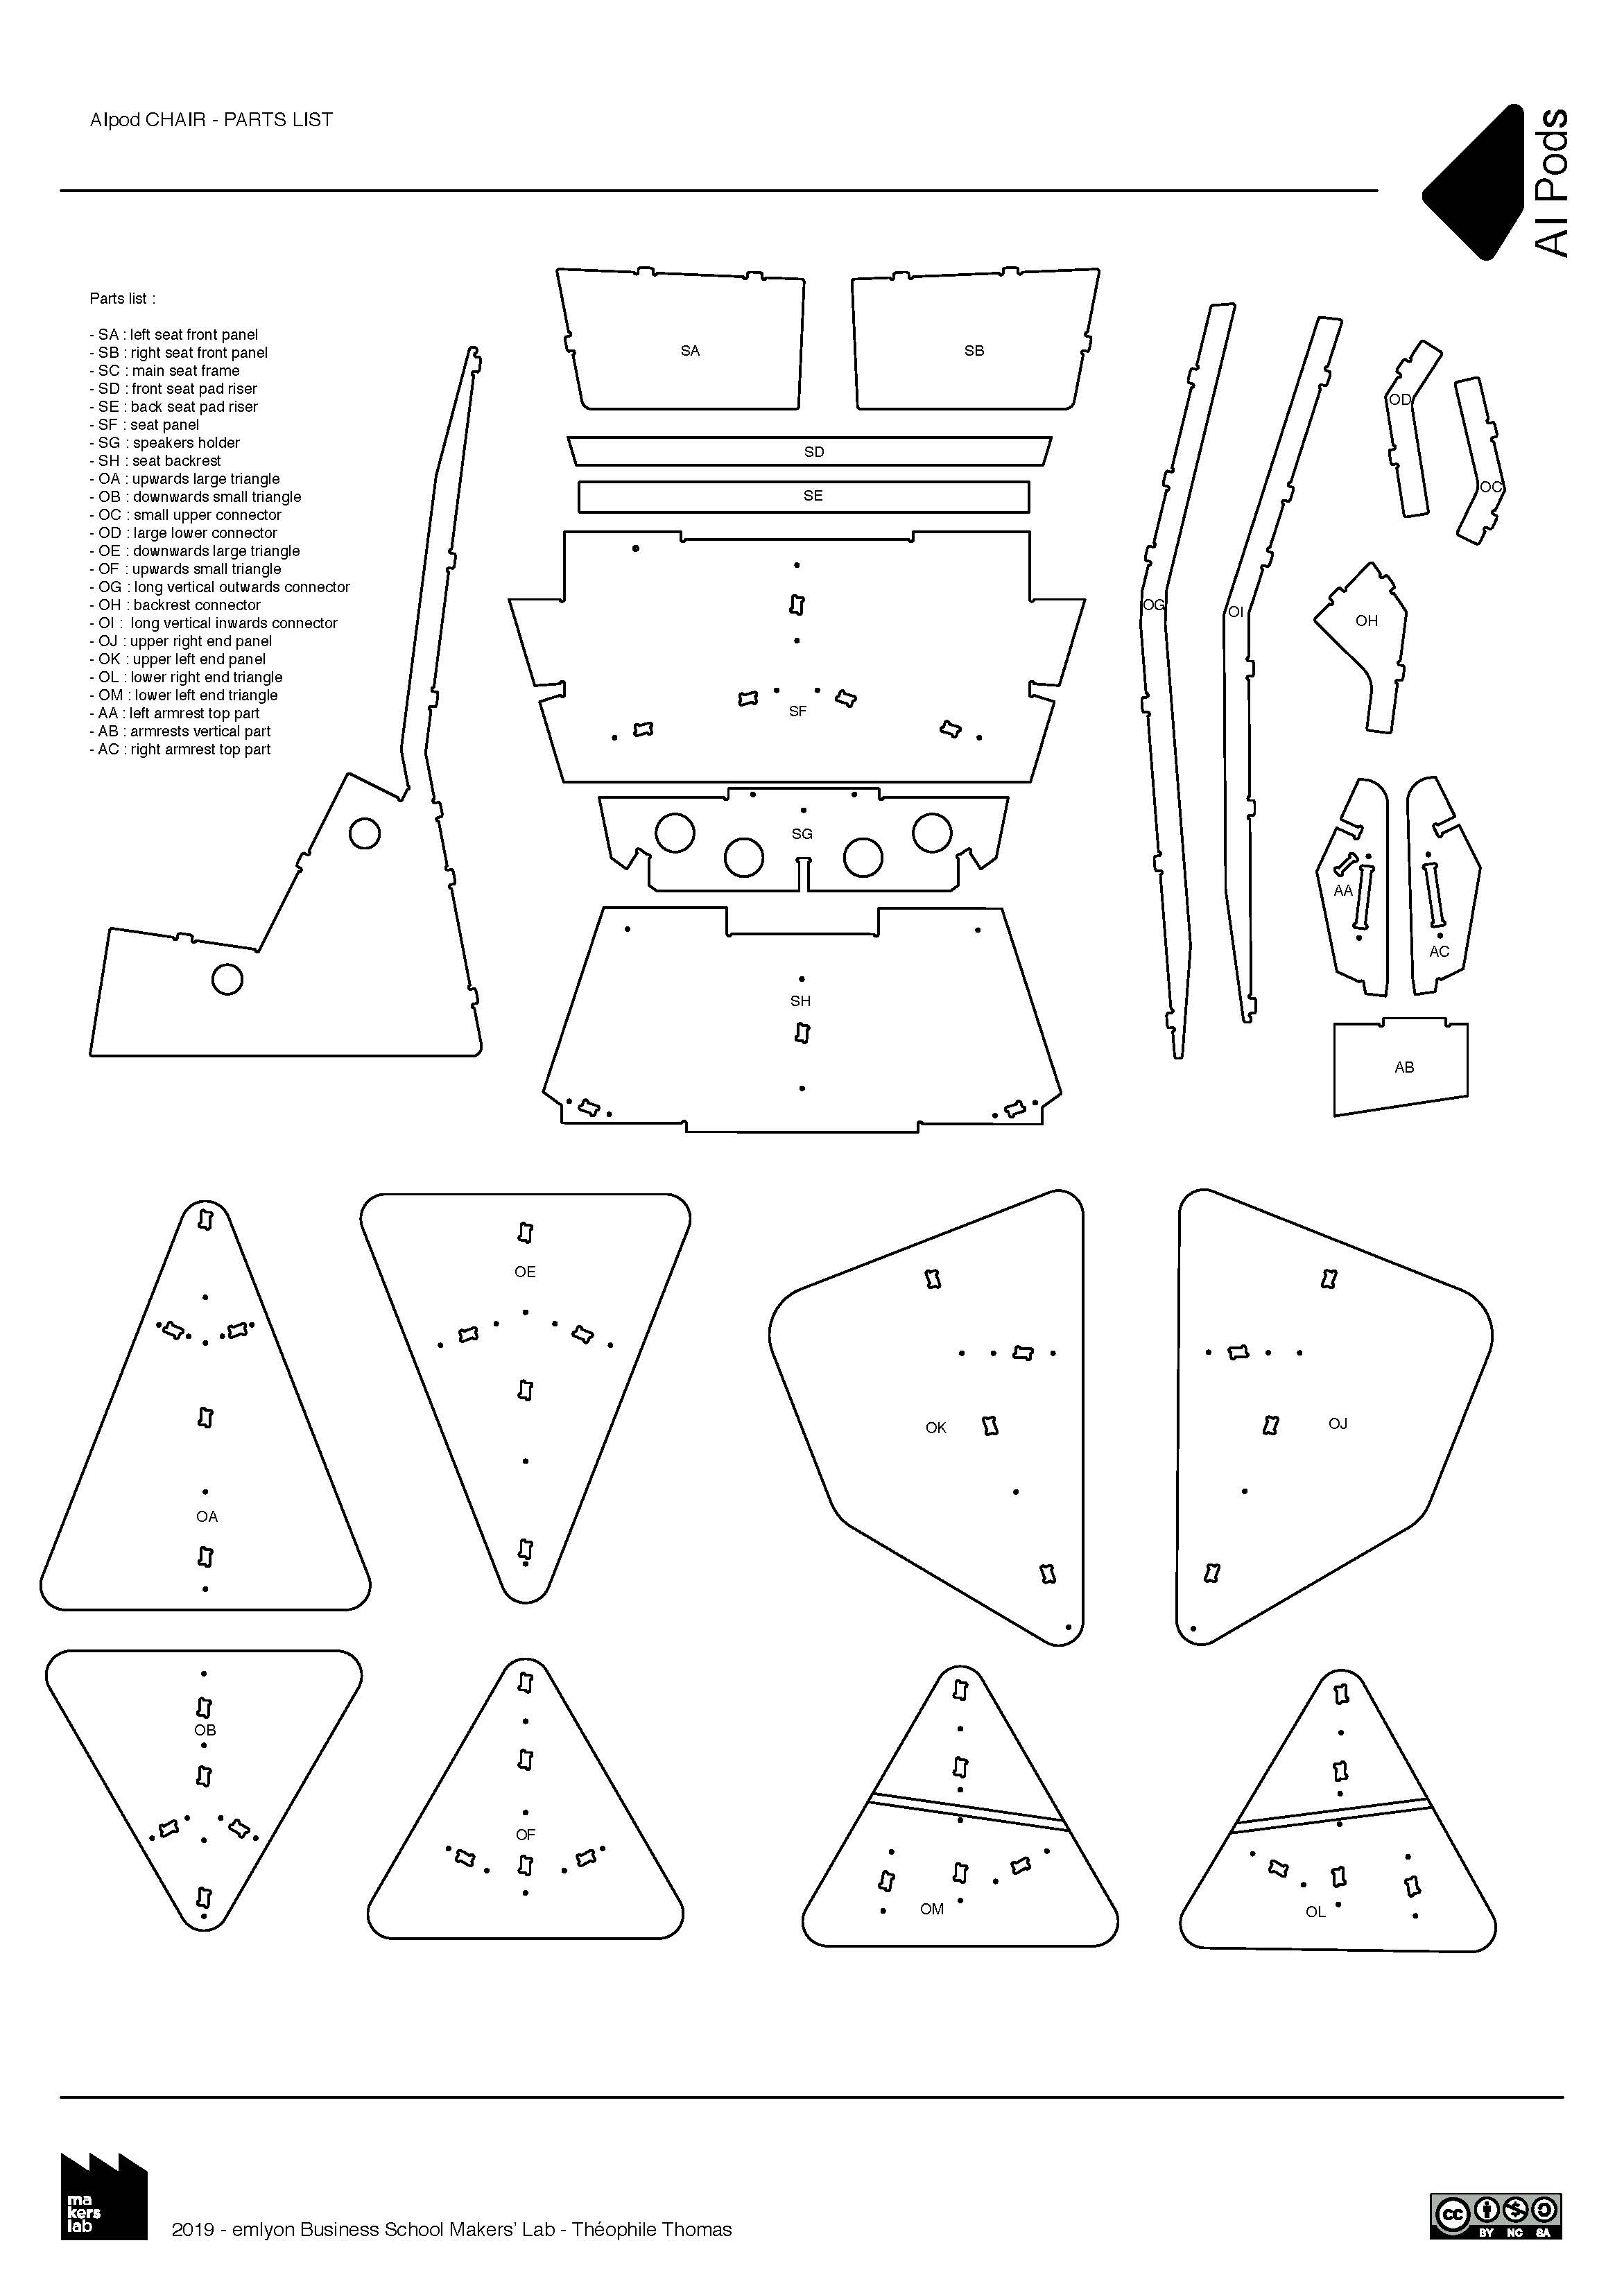 AIpod CHAIR - PARTS LIST
AI Pods
Parts list :
- SA : left seat front panel
- SB : right seat front panel
- SC : main seat frame
- SD : front seat pad riser
- SE : back seat pad riser
- SF : seat panel
- SG : speakers holder
- SH : seat backrest
- OA : upwards large triangle
- OB : downwards small triangle
- OC : small upper connector
- OD : large lower connector
- OE : downwards large triangle
- OF : upwards small triangle
- OG : long vertical outwards connector
- OH : backrest connector
- OI :  long vertical inwards connector
- OJ : upper right end panel
- OK : upper left end panel
- OL : lower right end triangle
- OM : lower left end triangle
- AA : left armrest top part
- AB : armrests vertical part
- AC : right armrest top part
SA
SB
SD
SE
SF
SG
SH
OG
OI
OD
OC
OH
AA
AC
AB
OA
OE
OK
OJ
OB
OF
OM
OL
ma
kers
lab
2019 - emlyon Business School Makers' Lab - Théophile Thomas
cc
BY NC SA